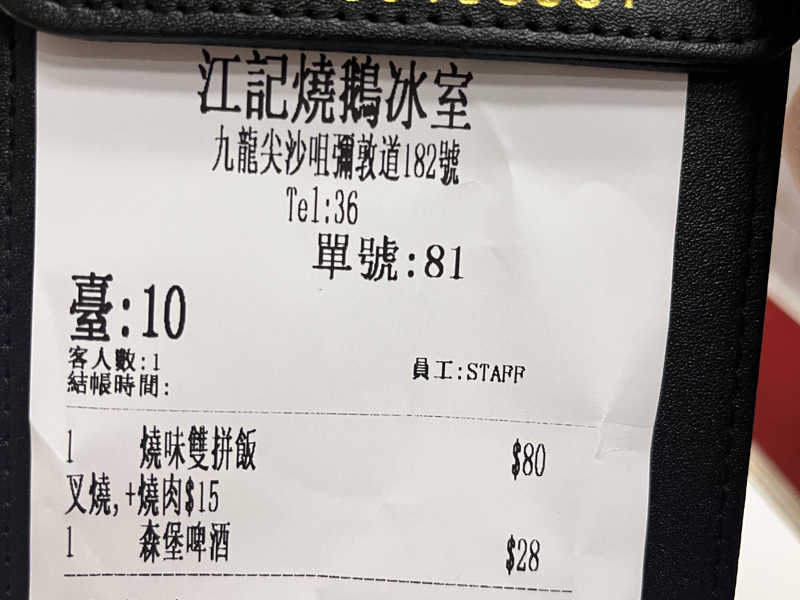 江記燒鵝冰室
九龍尖沙咀彌敦道182號
Tel:36
單號:81
臺:10
客人數:1
結帳時間:
員工:STAFF
1 燒味雙拼飯 $80
叉燒,+燒肉$15
1 森堡啤酒 $28